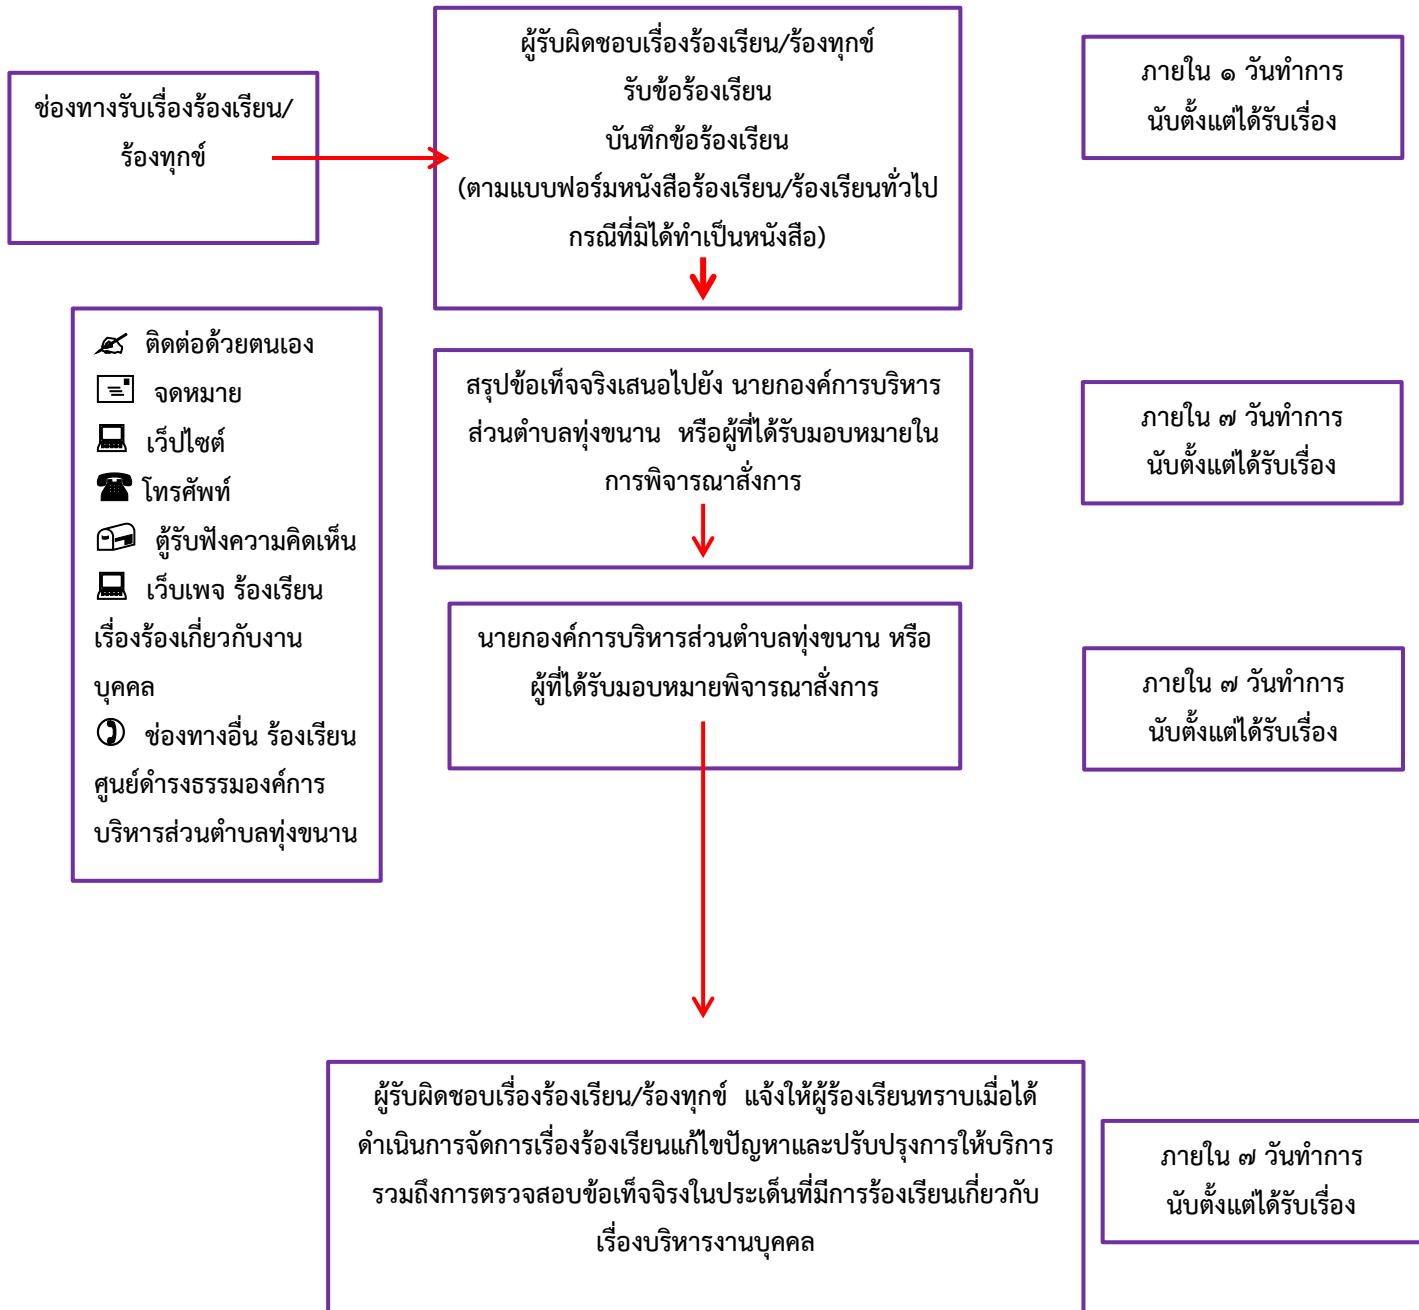 ช่องทางรับเรื่องร้องเรียน/
ร้องทุกข์
ผู้รับผิดชอบเรื่องร้องเรียน/ร้องทุกข์
รับข้อร้องเรียน
บันทึกข้อร้องเรียน
(ตามแบบฟอร์มหนังสือร้องเรียน/ร้องเรียนทั่วไป
กรณีที่มิได้ทำเป็นหนังสือ)
ภายใน ๑ วันทำการ
นับตั้งแต่ได้รับเรื่อง
ติดต่อด้วยตนเอง
จดหมาย
เว็ปไซต์
โทรศัพท์
ตู้รับฟังความคิดเห็น
เว็บเพจ ร้องเรียน
เรื่องร้องเกี่ยวกับงาน
บุคคล
ช่องทางอื่น ร้องเรียน
ศูนย์ดำรงธรรมองค์การ
บริหารส่วนตำบลทุ่งขนาน
สรุปข้อเท็จจริงเสนอไปยัง นายกองค์การบริหาร
ส่วนตำบลทุ่งขนาน หรือผู้ที่ได้รับมอบหมายใน
การพิจารณาสั่งการ
ภายใน ๗ วันทำการ
นับตั้งแต่ได้รับเรื่อง
นายกองค์การบริหารส่วนตำบลทุ่งขนาน หรือ
ผู้ที่ได้รับมอบหมายพิจารณาสั่งการ
ภายใน ๗ วันทำการ
นับตั้งแต่ได้รับเรื่อง
ผู้รับผิดชอบเรื่องร้องเรียน/ร้องทุกข์ แจ้งให้ผู้ร้องเรียนทราบเมื่อได้
ดำเนินการจัดการเรื่องร้องเรียนแก้ไขปัญหาและปรับปรุงการให้บริการ
รวมถึงการตรวจสอบข้อเท็จจิรงในประเด็นที่มีการร้องเรียนเกี่ยวกับ
เรื่องบริหารงานบุคคล
ภายใน ๗ วันทำการ
นับตั้งแต่ได้รับเรื่อง